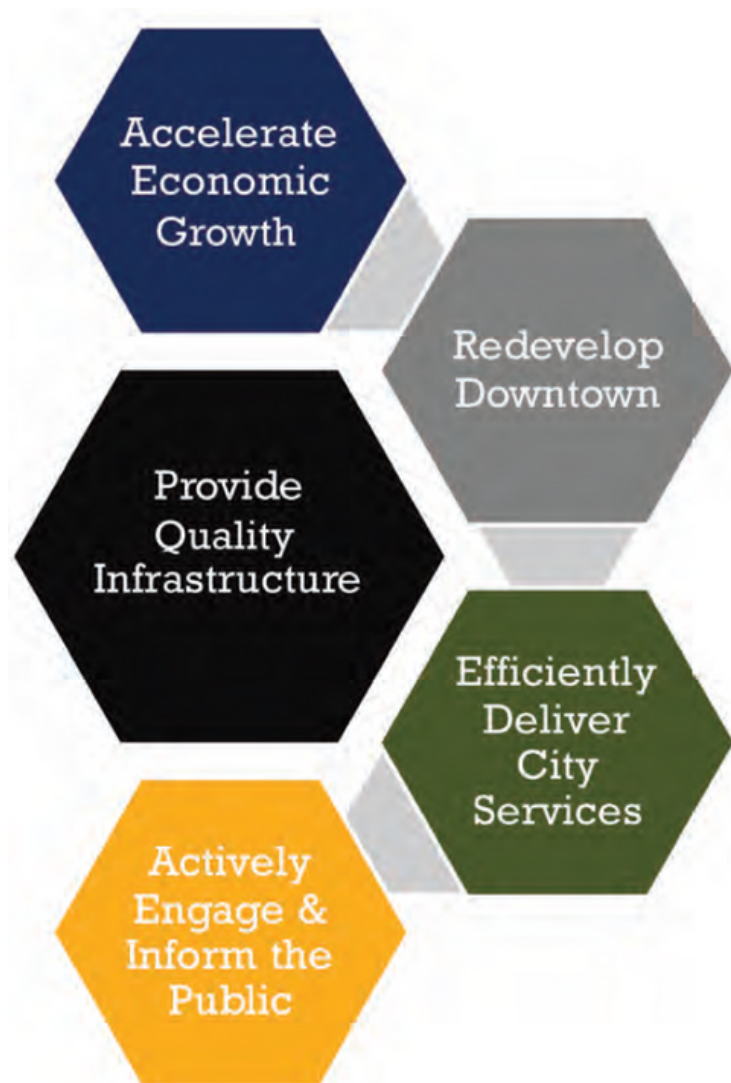 Accelerate
Economic
Growth
Redevelop
Downtown
Provide
Quality
Infrastructure
Efficiently
Deliver
City
Services
Actively
Engage &
Inform the
Public